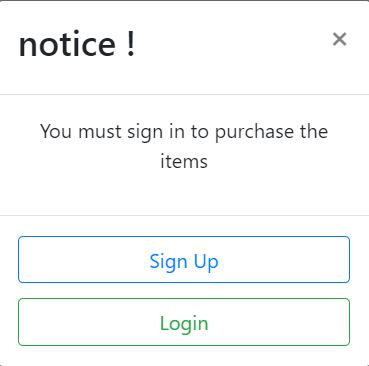 notice !
×
You must sign in to purchase the
items
Sign Up
Login